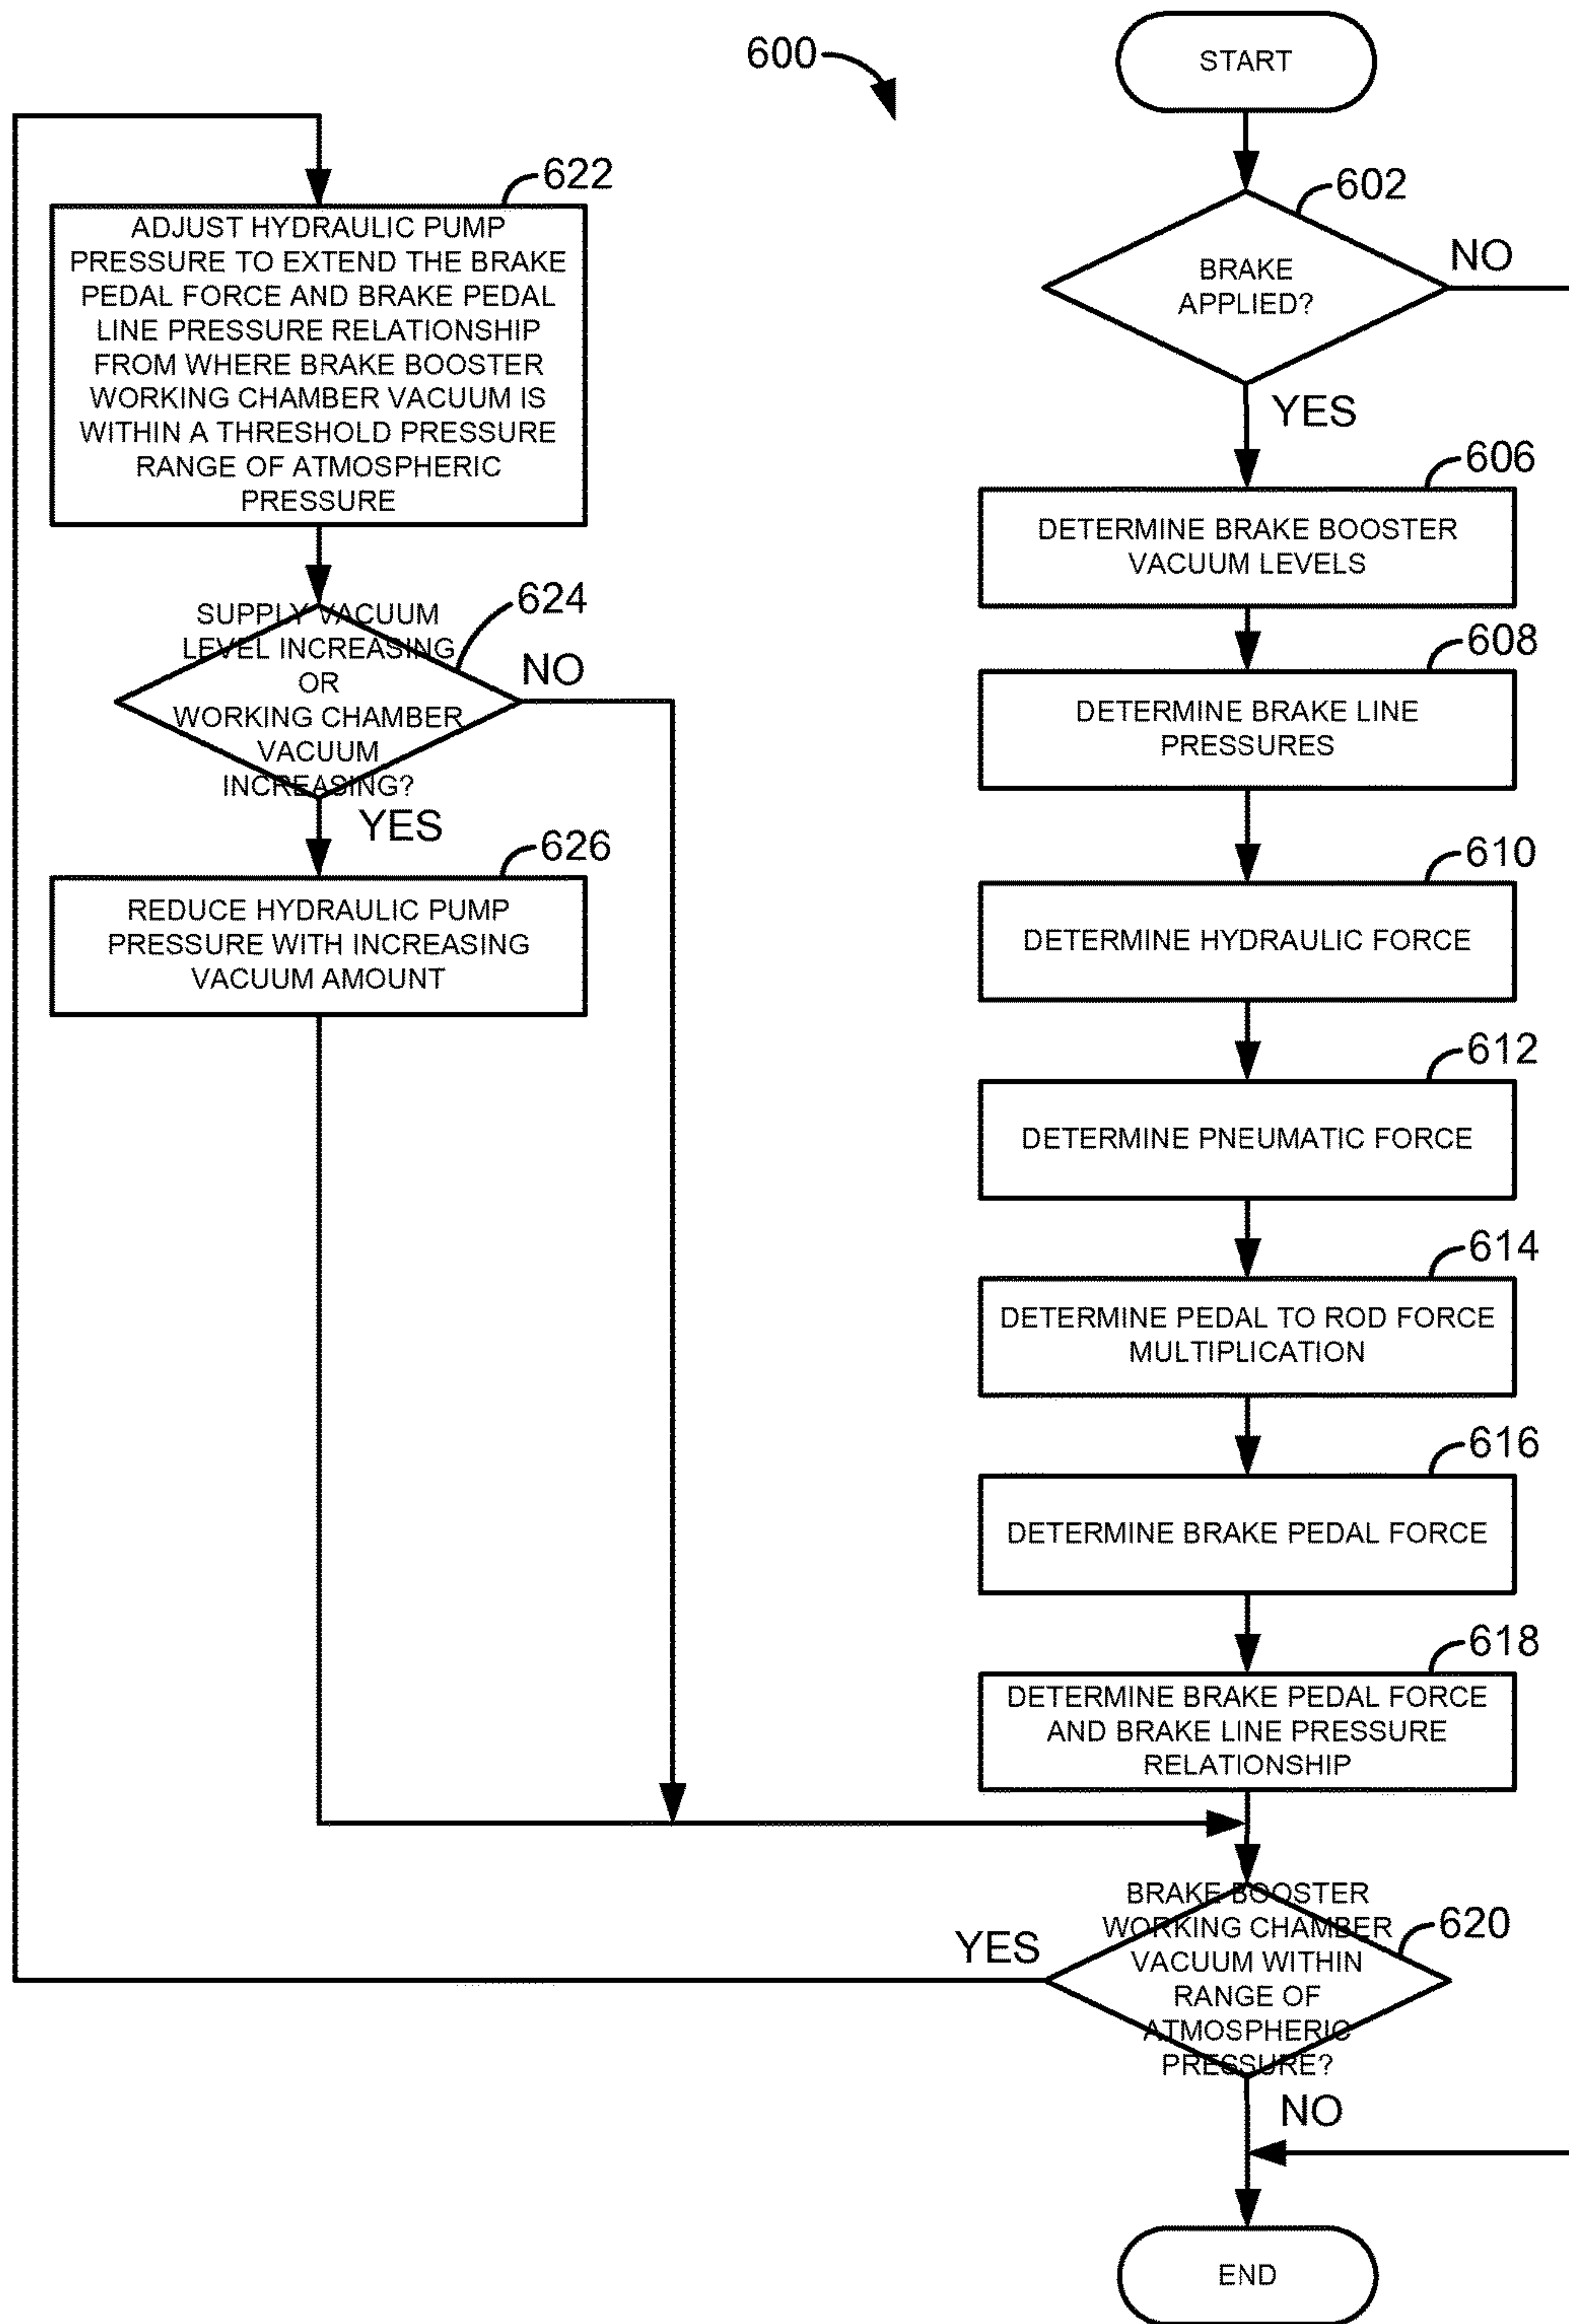 600
START
602
BRAKE
APPLIED?
NO
YES
606
DETERMINE BRAKE BOOSTER
VACUUM LEVELS
608
DETERMINE BRAKE LINE
PRESSURES
610
DETERMINE HYDRAULIC FORCE
612
DETERMINE PNEUMATIC FORCE
614
DETERMINE PEDAL TO ROD FORCE
MULTIPLICATION
616
DETERMINE BRAKE PEDAL FORCE
618
DETERMINE BRAKE PEDAL FORCE
AND BRAKE LINE PRESSURE
RELATIONSHIP
620
BRAKE BOOSTER
WORKING CHAMBER
VACUUM WITHIN
RANGE OF
ATMOSPHERIC
PRESSURE?
YES
NO
END
622
ADJUST HYDRAULIC PUMP
PRESSURE TO EXTEND THE BRAKE
PEDAL FORCE AND BRAKE PEDAL
LINE PRESSURE RELATIONSHIP
FROM WHERE BRAKE BOOSTER
WORKING CHAMBER VACUUM IS
WITHIN A THRESHOLD PRESSURE
RANGE OF ATMOSPHERIC
PRESSURE
624
SUPPLY VACUUM
LEVEL INCREASING
OR
WORKING CHAMBER
VACUUM
INCREASING?
NO
YES
626
REDUCE HYDRAULIC PUMP
PRESSURE WITH INCREASING
VACUUM AMOUNT